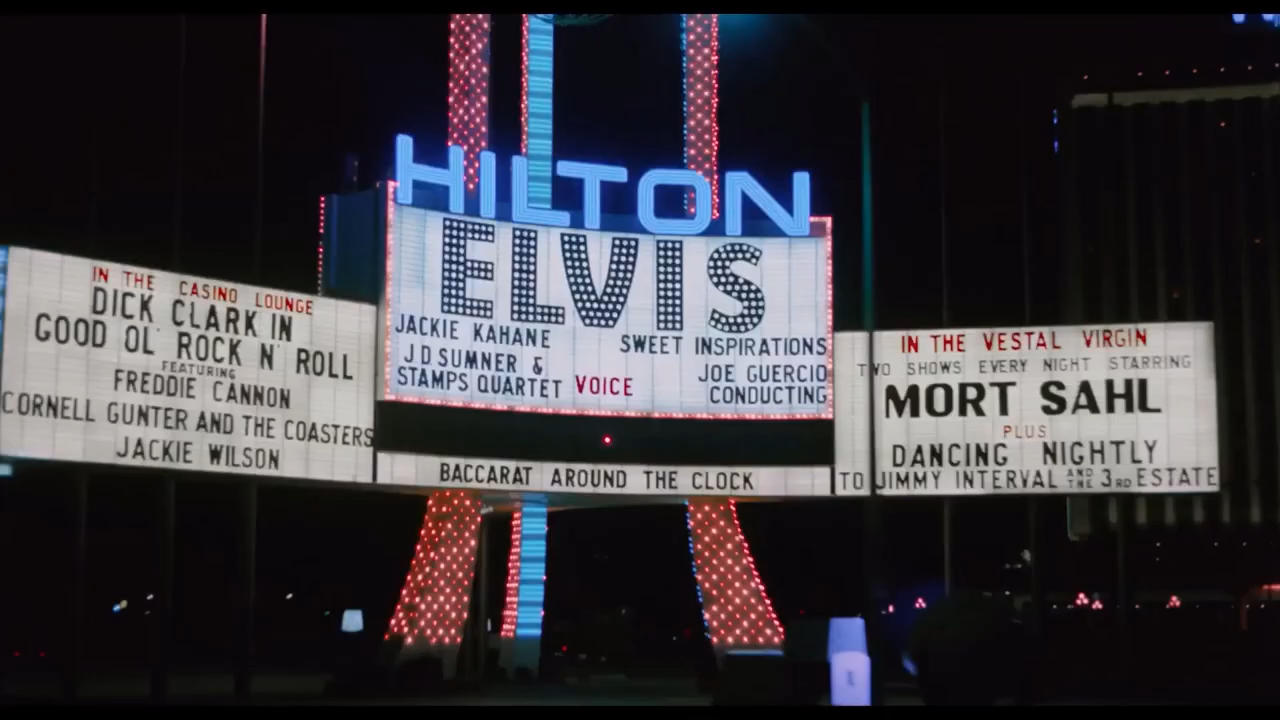 IN THE CASINO LOUNGE
DICK CLARK IN
GOOD OL' ROCK N' ROLL
FEATURING
FREDDIE CANNON
CORNELL GUNTER AND THE COASTERS
JACKIE WILSON
HILTON
ELVIS
JACKIE KAHANE
J.D SUMNER &
STAMPS QUARTET
VOICE
SWEET INSPIRATIONS
JOE GUERCIO
CONDUCTING
BACCARAT AROUND THE CLOCK
IN THE VESTAL VIRGIN
TWO SHOWS EVERY NIGHT STARRING
MORT SAHL
PLUS
DANCING NIGHTLY
TO JIMMY INTERVAL AND THE 3RD ESTATE